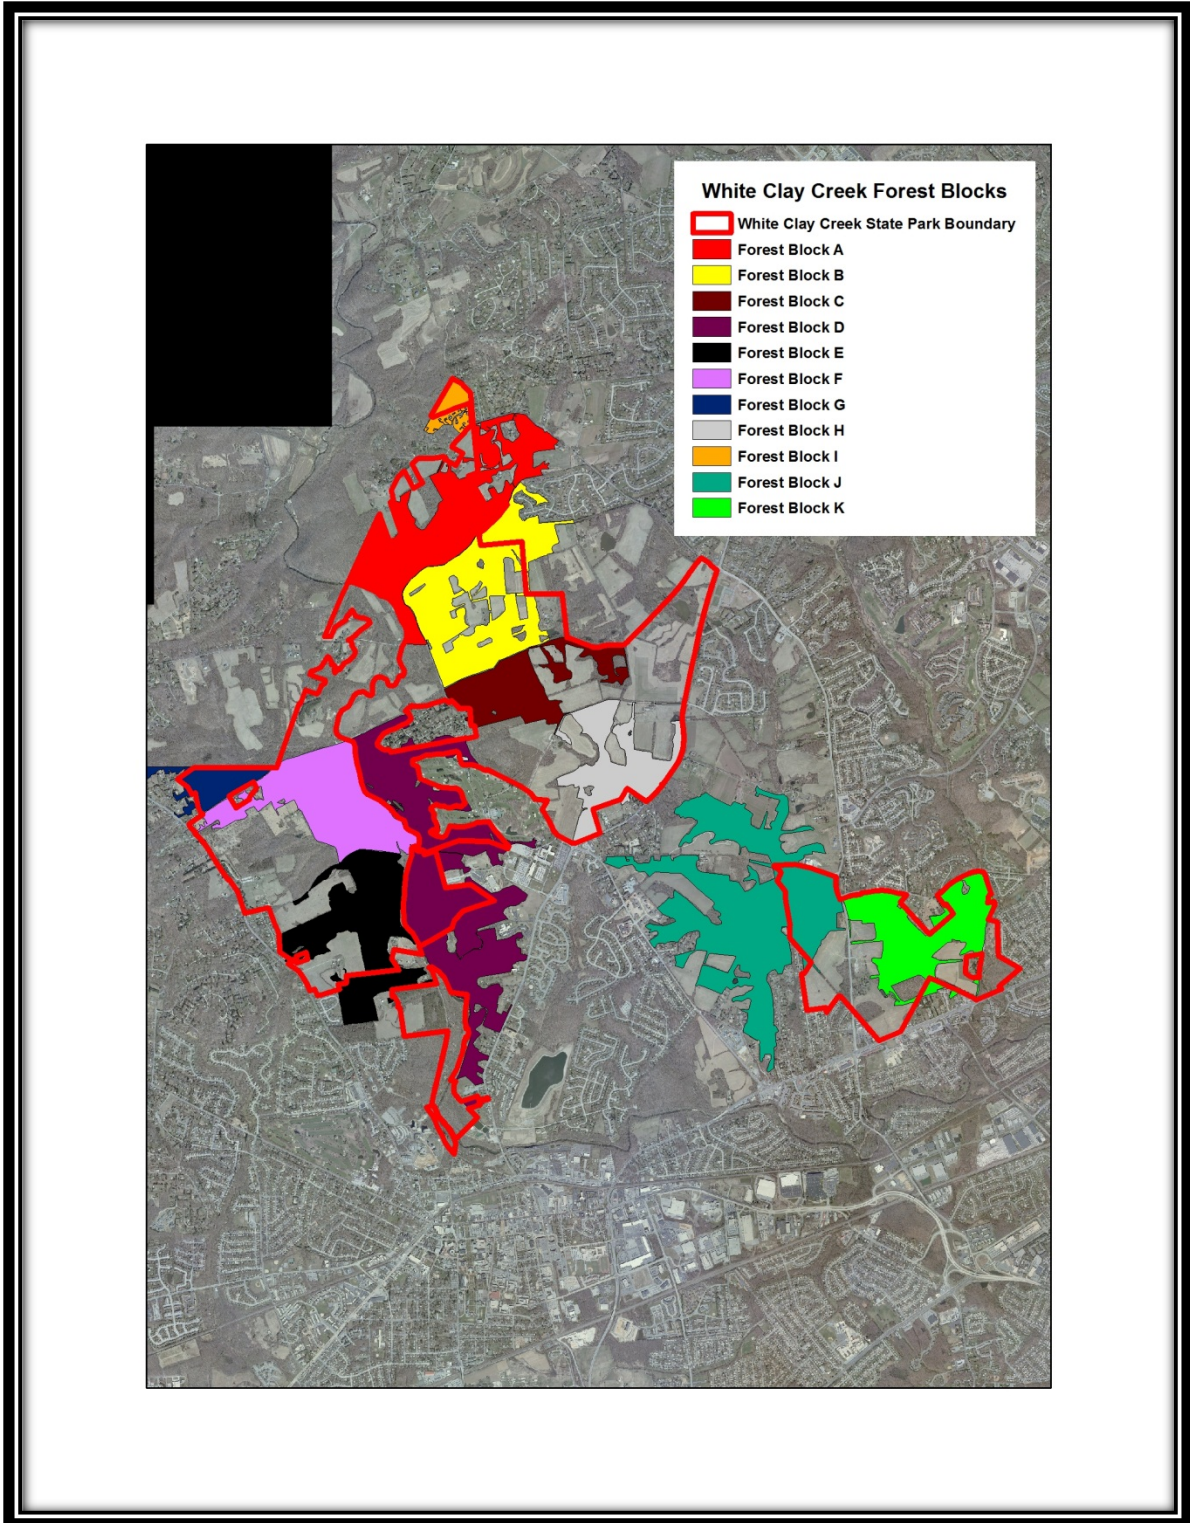 White Clay Creek Forest Blocks
White Clay Creek State Park Boundary
Forest Block A
Forest Block B
Forest Block C
Forest Block D
Forest Block E
Forest Block F
Forest Block G
Forest Block H
Forest Block I
Forest Block J
Forest Block K